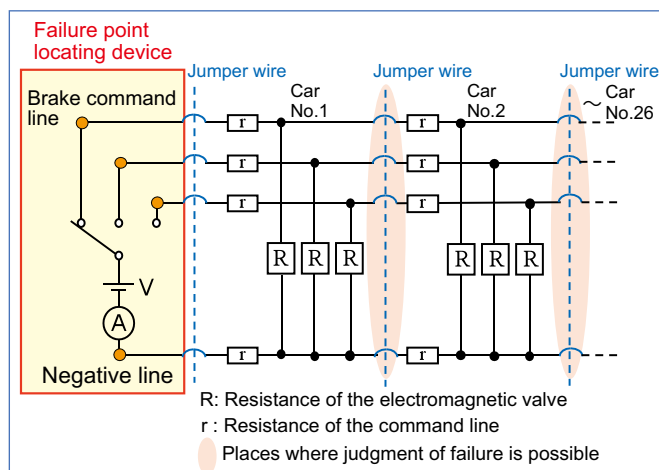 Failure point
locating device
Jumper wire
Jumper wire
Jumper wire
Brake command
line
Car
No.1
Car
No.2
～ Car
No.26
r
r
r
r
r
r
R
R
R
R
R
R
V
A
r
r
Negative line
R: Resistance of the electromagnetic valve
r : Resistance of the command line
Places where judgment of failure is possible